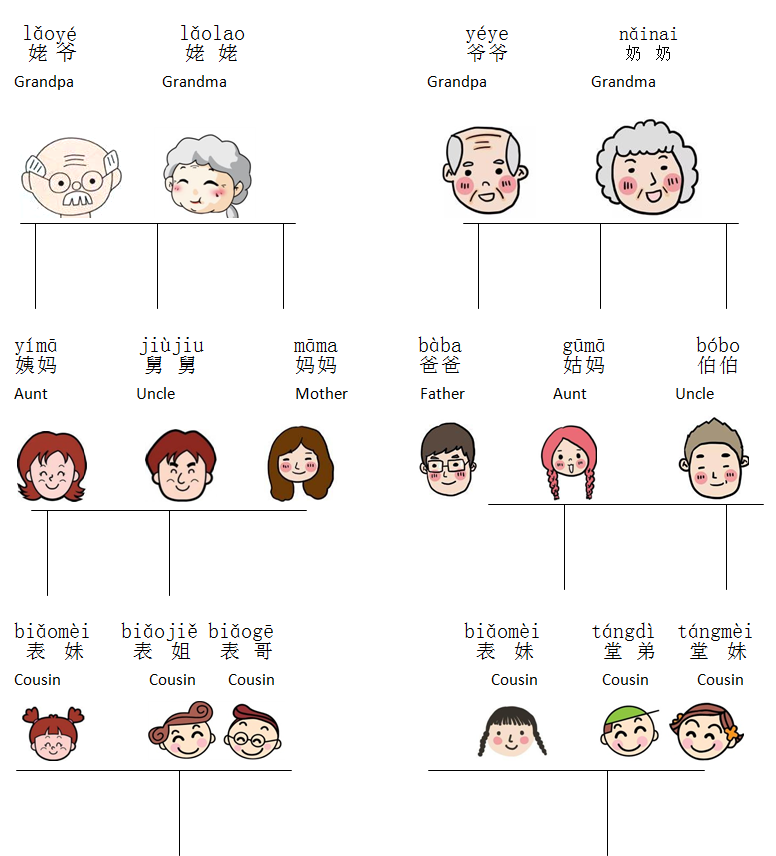 lǎoyé lǎolao yéye nǎinai
姥爷 姥姥 爷爷 奶奶
Grandpa Grandma Grandpa Grandma
yímā jiùjiu māma bàba gūmā bóbo
姨妈 舅舅 妈妈 爸爸 姑妈 伯伯
Aunt Uncle Mother Father Aunt Uncle
biǎomèi biǎojiě biǎogē biǎomèi tángdì tángmèi
表妹 表姐 表哥 表妹 堂弟 堂妹
Cousin Cousin Cousin Cousin Cousin Cousin